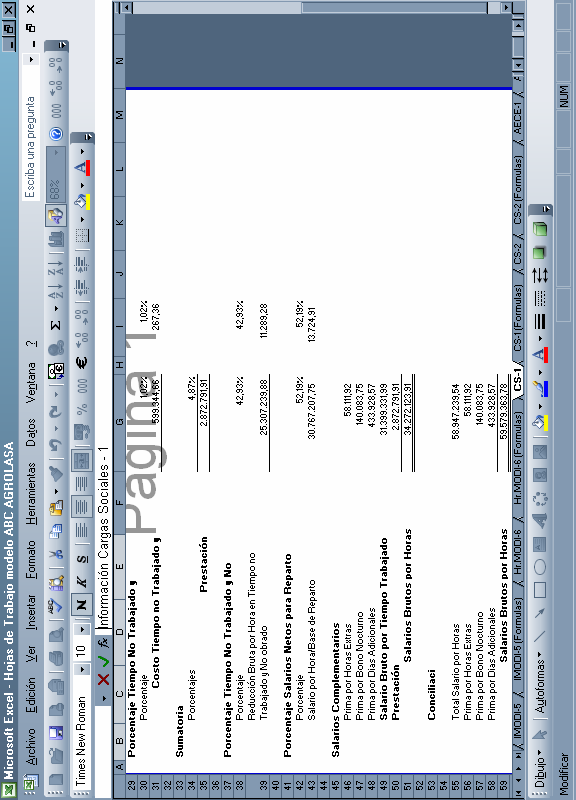 Microsoft Excel - Hojas de Trabajo modelo ABC AGROLASA
Archivo Edición Ver Insertar Formato Herramientas Datos Ventana ?
Escriba una pregunta
68%
Times New Roman 10 N K S
% 000 €
fx Información Cargas Sociales - 1
A B C D E F G H I J K L M N
Página 1
29 Porcentaje Tiempo No Trabajado y
30 Porcentaje 1,02% 1,02%
31 Costo Tiempo no Trabajado y 599.944,66 267,36
32
33 Sumatoria
34 Porcentajes 4,87%
35 Prestación 2.872.791,91
36
37 Porcentaje Tiempo No Trabajado y No
38 Porcentaje 42,93% 42,93%
Reducción Bruta por Hora en Tiempo no
39 Trabajado y No obrado 25.307.239,88 11.289,28
40
41 Porcentaje Salarios Netos para Reparto
42 Porcentaje 52,19% 52,19%
43 Salario por Hora/Base de Reparto 30.767.207,75 13.724,91
44
45 Salarios Complementarios
46 Prima por Horas Extras 58.111,92
47 Prima por Bono Nocturno 140.083,75
48 Prima por Días Adicionales 433.928,57
49 Salario Bruto por Tiempo Trabajado 31.399.331,99
50 Prestación 2.872.791,91
51 Salarios Brutos por Horas 34.272.123,91
52
53 Conciliaci
54
55 Total Salario por Horas 58.947.239,54
56 Prima por Horas Extras 58.111,92
57 Prima por Bono Nocturno 140.083,75
58 Prima por Días Adicionales 433.928,57
59 Salarios Brutos por Horas 59.579.363,78
MODI-5 MODI-5 (Formulas) Hr.MODI-6 Hr.MODI-6 (Formulas) CS-1 CS-1 (Formulas) CS-2 CS-2 (Formulas) AECE-1
Dibujo Autoformas
Modificar NUM